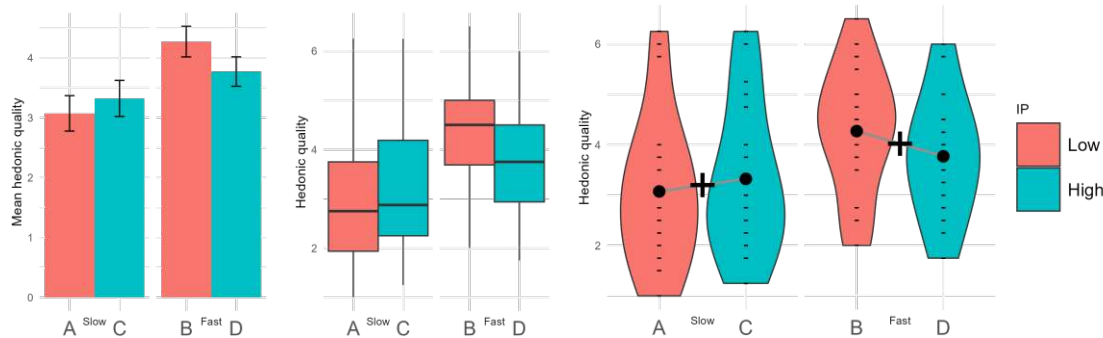 Mean hedonic quality
4
3
2
1
0
A Slow C B Fast D
Hedonic quality
6
4
2
A Slow C B Fast D
Hedonic quality
6
4
2
A Slow C B Fast D
IP
Low
High